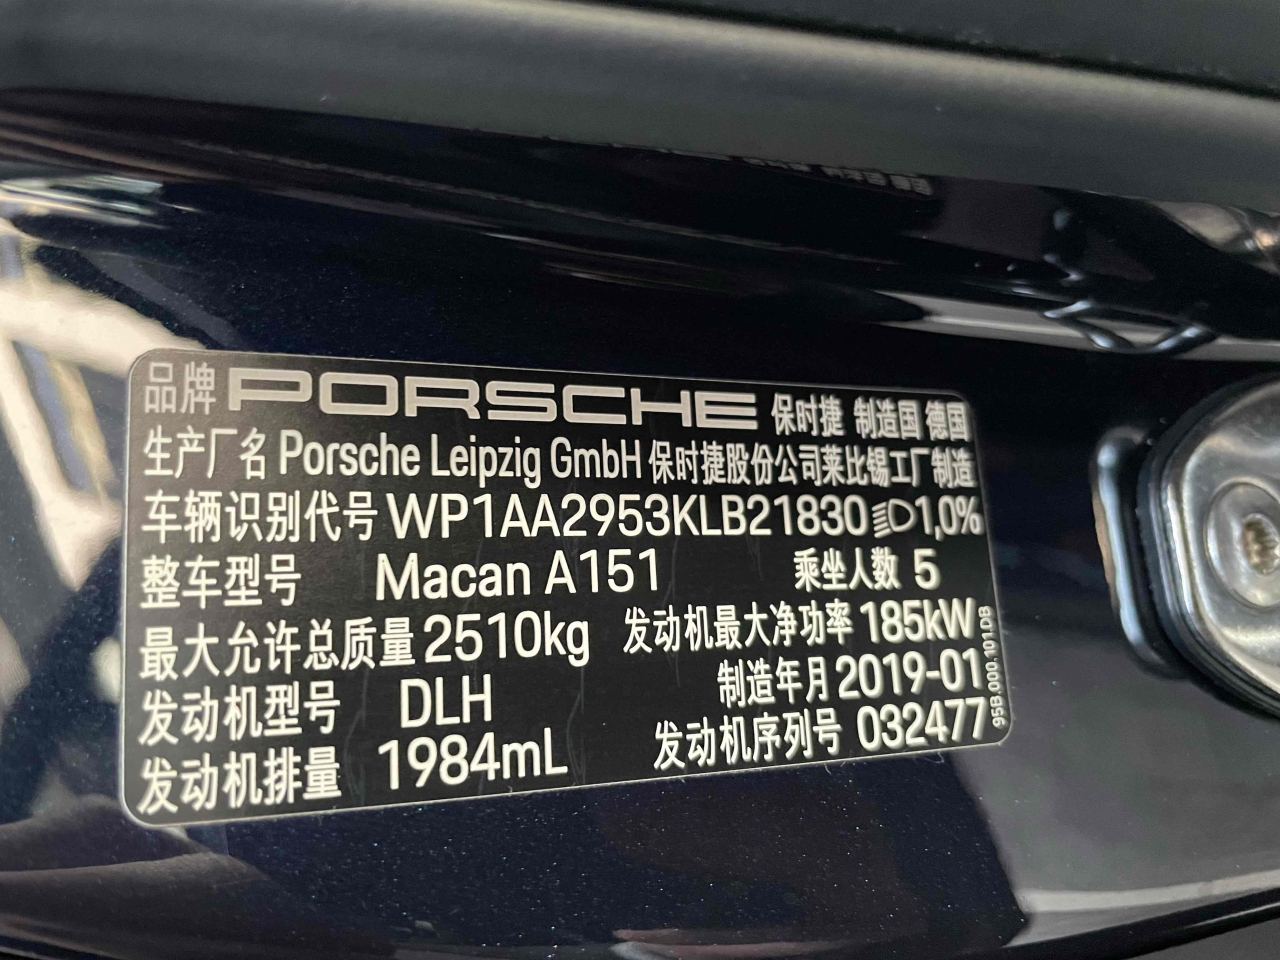 品牌 PORSCHE 保时捷 制造国 德国
生产厂名 Porsche Leipzig GmbH 保时捷股份公司莱比锡工厂制造
车辆识别代号 WP1AA2953KLB21830 1,0%
整车型号 Macan A151 乘坐人数 5
最大允许总质量 2510kg 发动机最大净功率 185kW
发动机型号 DLH 制造年月 2019-01
发动机排量 1984mL 发动机序列号 032477
95B.000.101.DB